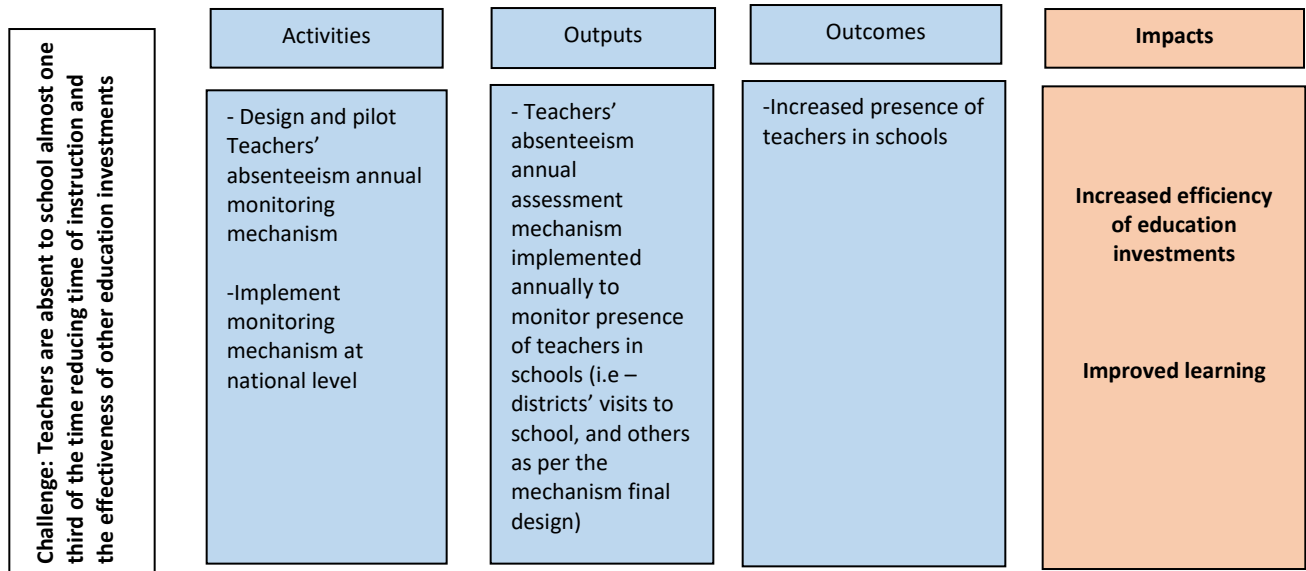 Challenge: Teachers are absent to school almost one
third of the time reducing time of instruction and
the effectiveness of other education investments
Activities
- Design and pilot
Teachers’
absenteeism annual
monitoring
mechanism
-Implement
monitoring
mechanism at
national level
Outputs
- Teachers’
absenteeism
annual
assessment
mechanism
implemented
annually to
monitor presence
of teachers in
schools (i.e –
districts’ visits to
school, and others
as per the
mechanism final
design)
Outcomes
-Increased presence of
teachers in schools
Impacts
Increased efficiency
of education
investments
Improved learning